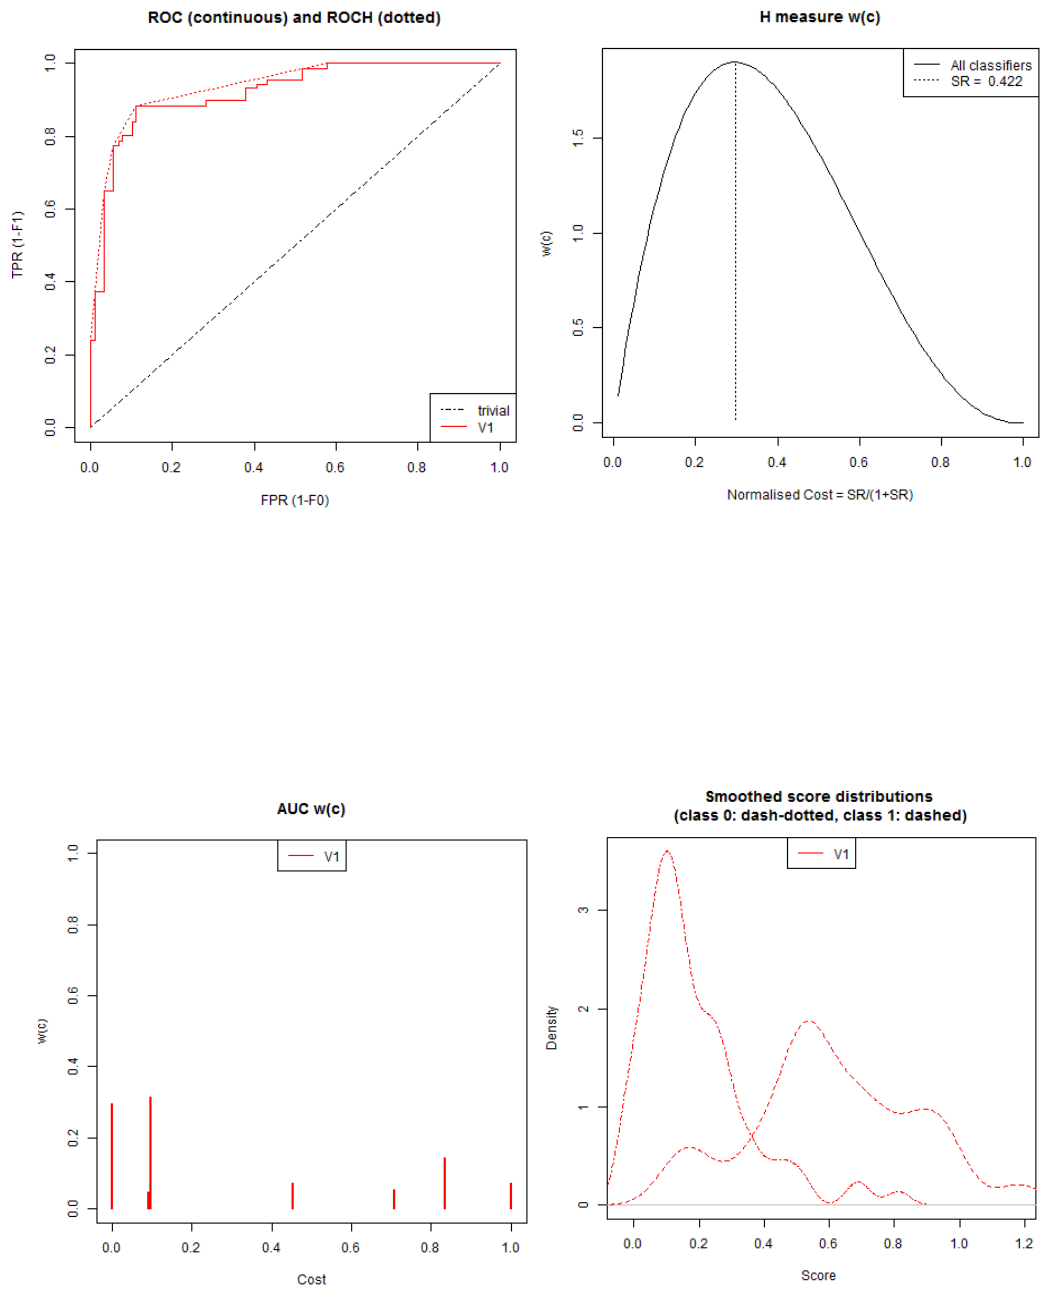 ROC (continuous) and ROCH (dotted)
TPR (1-F1)
1.0
0.8
0.6
0.4
0.2
0.0
trivial
V1
0.0 0.2 0.4 0.6 0.8 1.0
FPR (1-F0)
H measure w(c)
w(c)
1.5
1.0
0.5
0.0
All classifiers
SR = 0.422
0.0 0.2 0.4 0.6 0.8 1.0
Normalised Cost = SR/(1+SR)
AUC w(c)
w(c)
1.0
0.8
0.6
0.4
0.2
0.0
V1
0.0 0.2 0.4 0.6 0.8 1.0
Cost
Smoothed score distributions
(class 0: dash-dotted, class 1: dashed)
Density
3
2
1
0
V1
0.0 0.2 0.4 0.6 0.8 1.0 1.2
Score